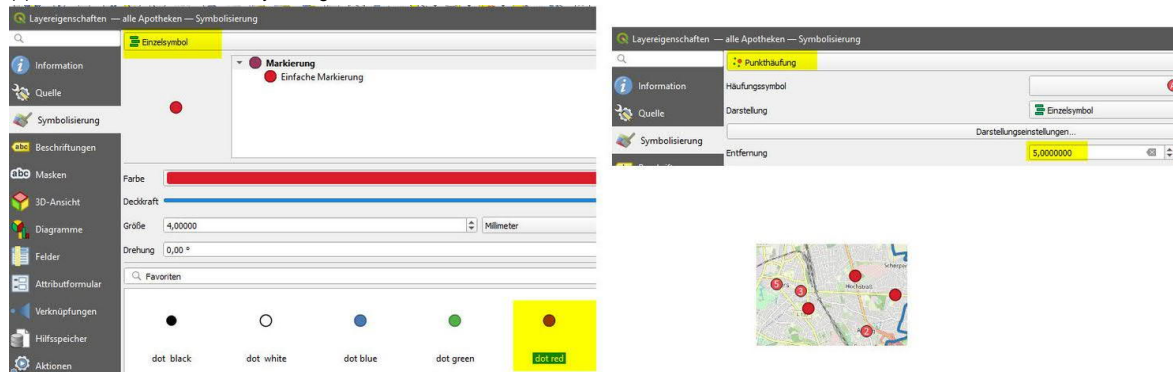 Layereigenschaften — alle Apotheken — Symbolisierung
Einzelsymbol
Information
Quelle
Symbolisierung
Beschriftungen
Masken
3D-Ansicht
Diagramme
Felder
Attributformular
Verknüpfungen
Hilfsspeicher
Aktionen
Markierung
Einfache Markierung
Farbe
Deckkraft
Größe 4,00000 Millimeter
Drehung 0,00 °
Favoriten
dot black dot white dot blue dot green dot red
Layereigenschaften — alle Apotheken — Symbolisierung
Punkthäufung
Information
Quelle
Symbolisierung
Häufungssymbol
Darstellung Einzelsymbol
Darstellungseinstellungen...
Entfernung 5,0000000
5
3
2
Hochzoll